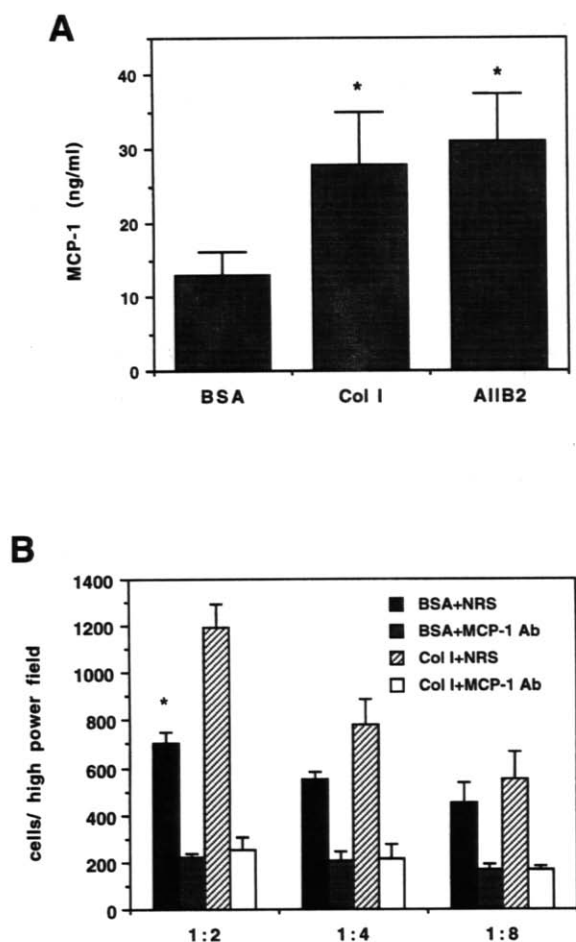 A
MCP-1 (ng/ml)
40
30
20
10
0
*
*
BSA
Col I
AIIB2
B
cells/ high power field
1400
1200
1000
800
600
400
200
0
*
BSA+NRS
BSA+MCP-1 Ab
Col I+NRS
Col I+MCP-1 Ab
1:2
1:4
1:8